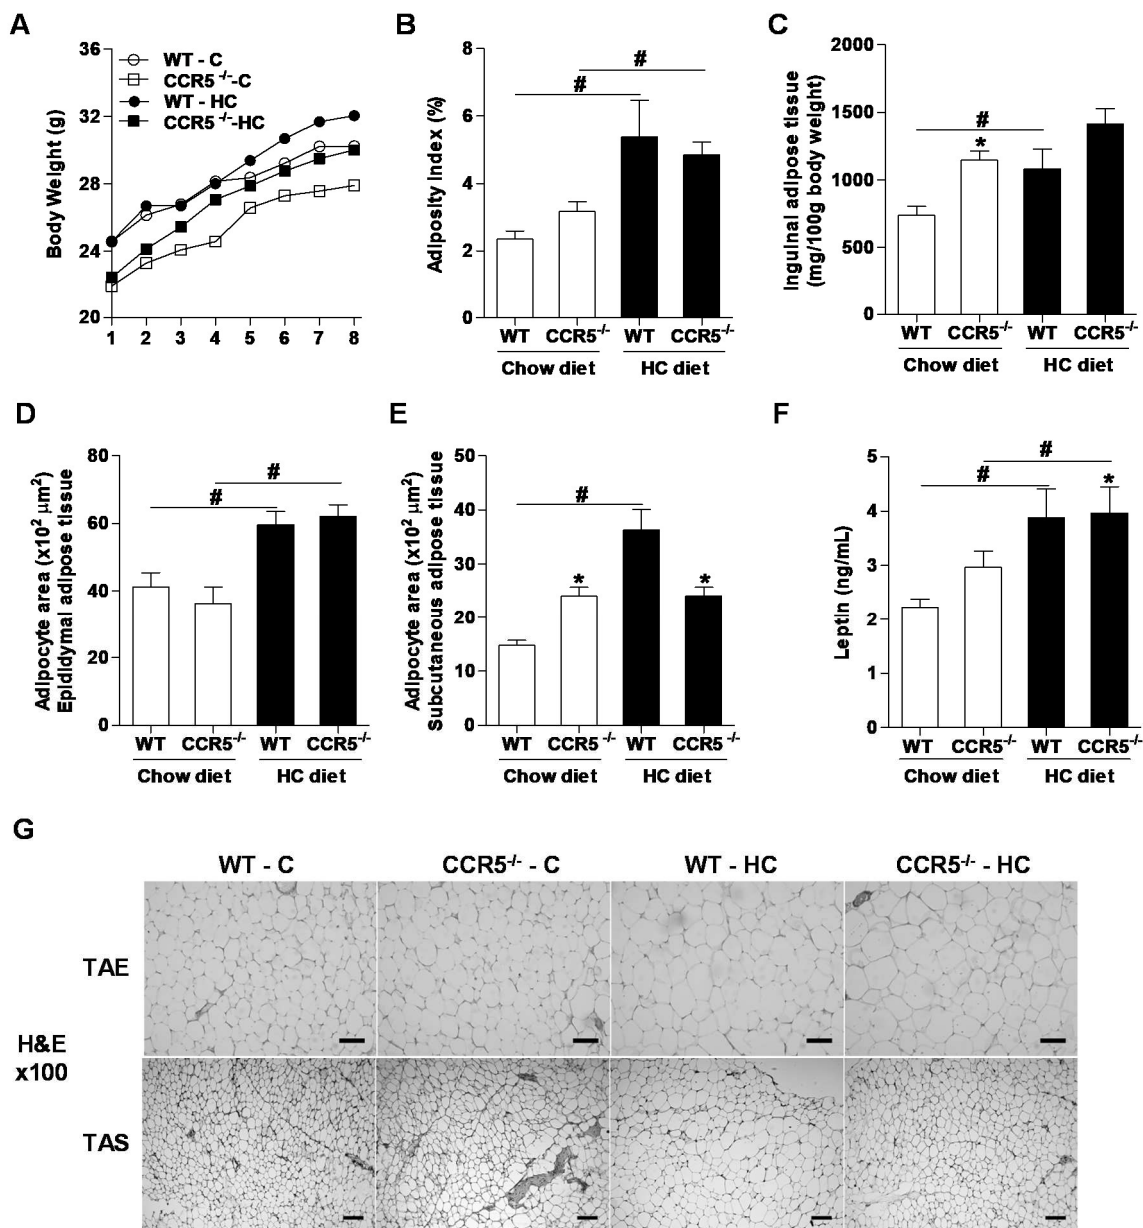 A
B
C
36
32
28
24
20
Body Weight (g)
WT - C
CCR5 -/--C
WT - HC
CCR5 -/--HC
1 2 3 4 5 6 7 8
8
6
4
2
0
Adiposity Index (%)
#
#
WT CCR5-/- WT CCR5-/-
Chow diet HC diet
2000
1500
1000
500
0
Inguinal adipose tissue
(mg/100g body weight)
#
*
WT CCR5-/- WT CCR5-/-
Chow diet HC diet
D
E
F
80
60
40
20
0
Adipocyte area (x10² µm²)
Epididymal adipose tissue
#
#
WT CCR5-/- WT CCR5-/-
Chow diet HC diet
50
40
30
20
10
0
Adipocyte area (x10² µm²)
Subcutaneous adipose tissue
#
* *
WT CCR5-/- WT CCR5-/-
Chow diet HC diet
5
4
3
2
1
0
Leptin (ng/mL)
#
#
*
WT CCR5-/- WT CCR5-/-
Chow diet HC diet
G
WT - C CCR5-/- - C WT - HC CCR5-/- - HC
TAE
H&E
x100
TAS